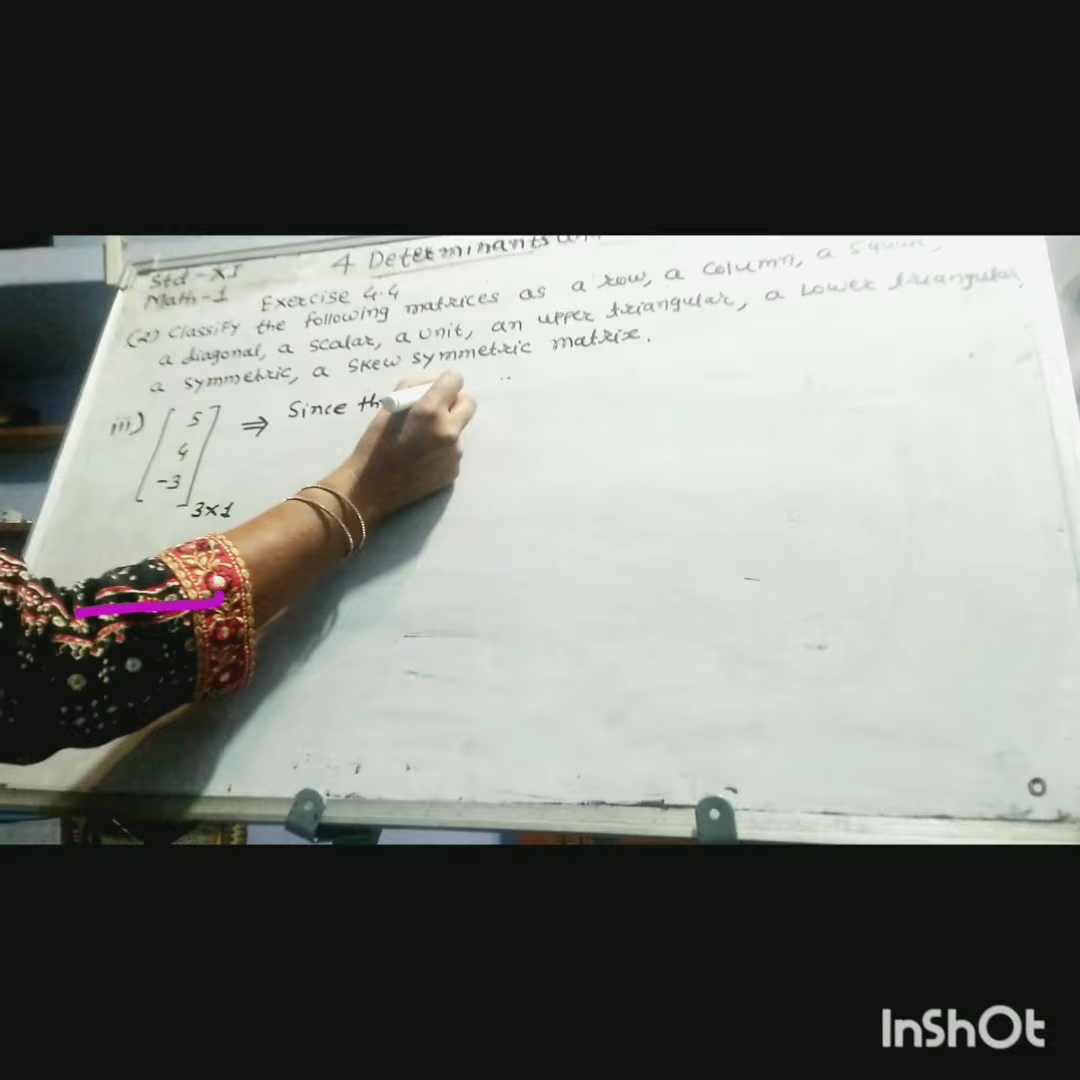 Std - XI
4 Determinants
Math-1 Exercise 4.4
(2) Classify the following matrices as a row, a column, a square,
a diagonal, a scalar, a unit, an upper triangular, a Lower triangular,
a symmetric, a skew symmetric matrix.
iii) [ 5 ] ⇒ Since th
4
-3
3×1
InShOt